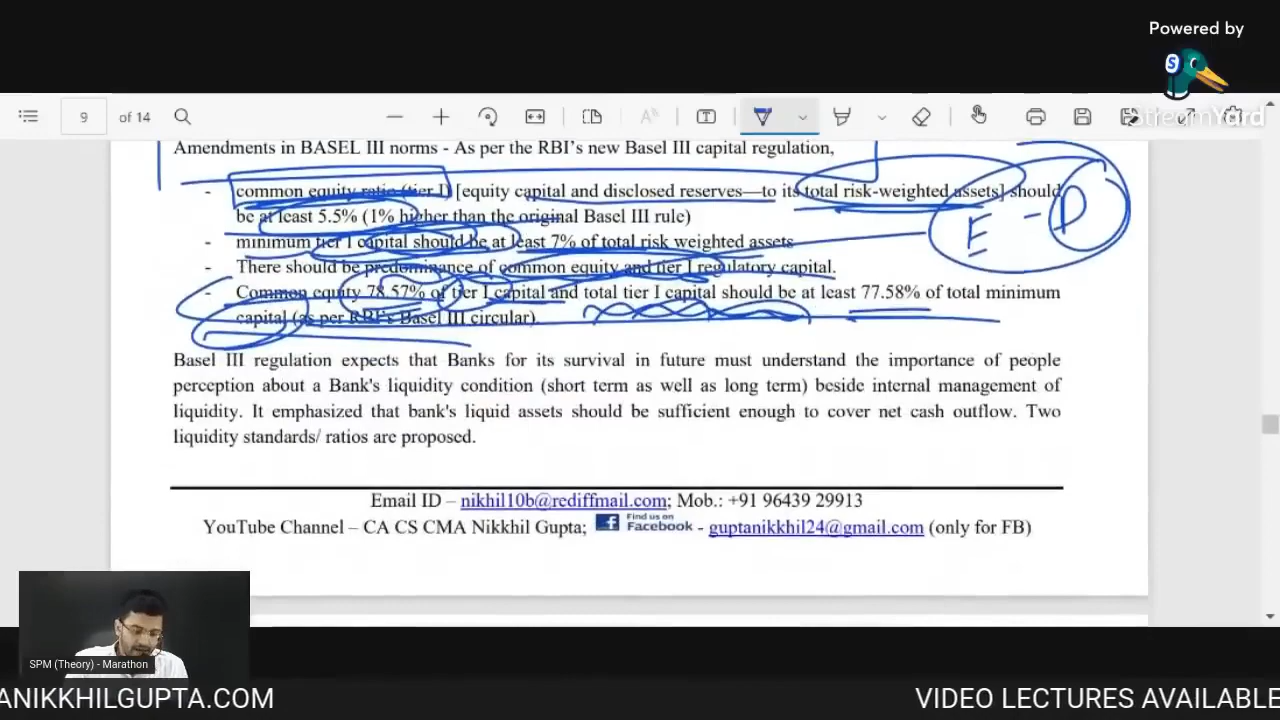 Powered by
StreamYard
9 of 14
Amendments in BASEL III norms - As per the RBI's new Basel III capital regulation,
- common equity ratio (tier I) [equity capital and disclosed reserves—to its total risk-weighted assets] should
be at least 5.5% (1% higher than the original Basel III rule)
- minimum tier I capital should be at least 7% of total risk weighted assets
- There should be predominance of common equity and tier I regulatory capital.
- Common equity 78.57% of tier I capital and total tier I capital should be at least 77.58% of total minimum
capital (as per RBI's Basel III circular).
E - D
Basel III regulation expects that Banks for its survival in future must understand the importance of people
perception about a Bank's liquidity condition (short term as well as long term) beside internal management of
liquidity. It emphasized that bank's liquid assets should be sufficient enough to cover net cash outflow. Two
liquidity standards/ ratios are proposed.
Email ID – nikhil10b@rediffmail.com; Mob.: +91 96439 29913
YouTube Channel – CA CS CMA Nikkhil Gupta; Find us on Facebook - guptanikkhil24@gmail.com (only for FB)
SPM (Theory) - Marathon
ANIKKHILGUPTA.COM
VIDEO LECTURES AVAILABLE